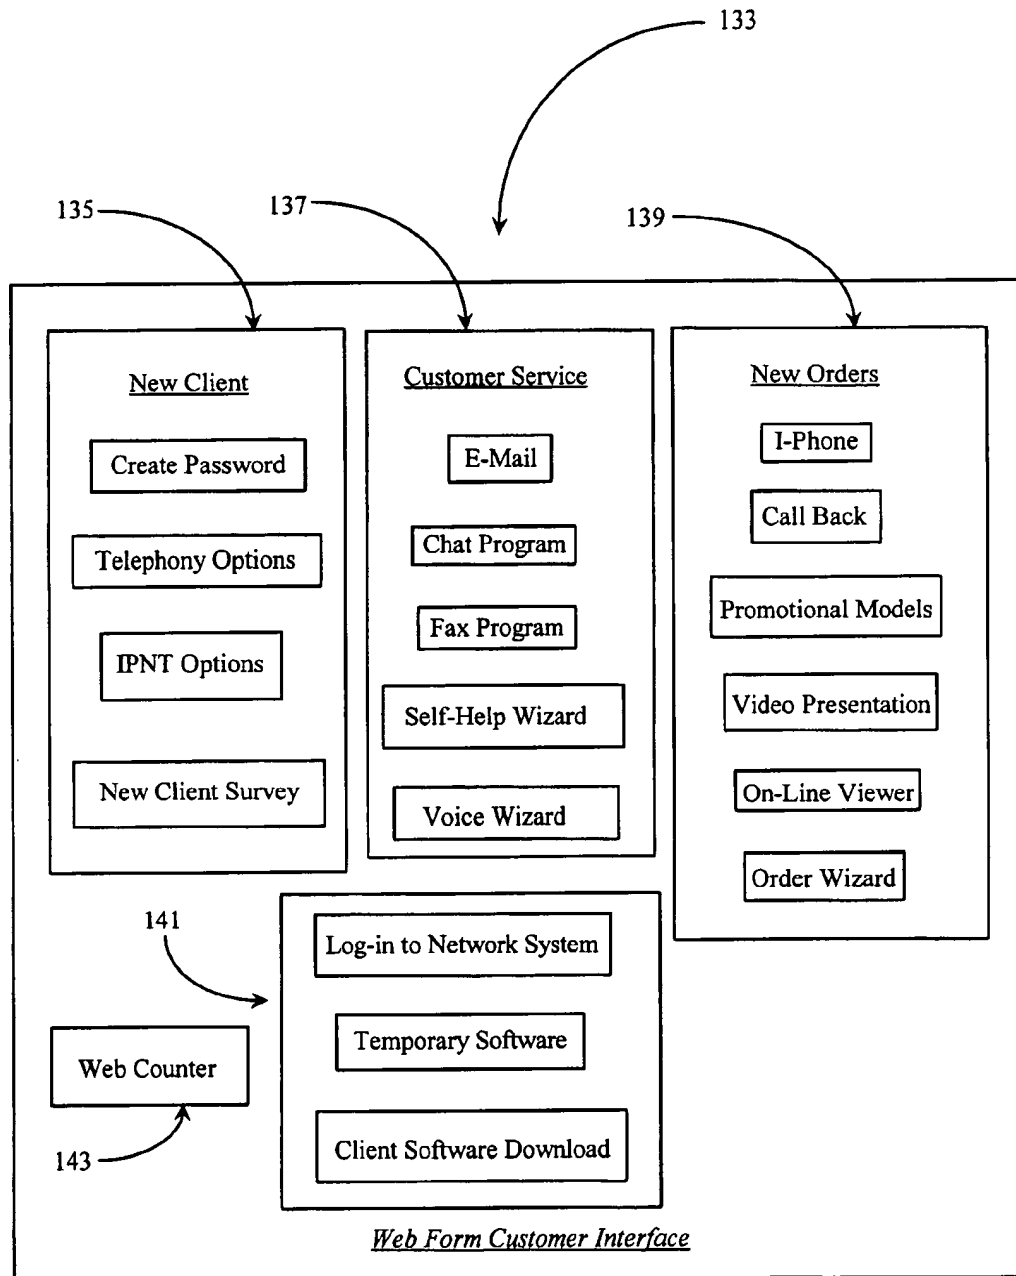 133
135
137
139
New Client
Create Password
Telephony Options
IPNT Options
New Client Survey
Customer Service
E-Mail
Chat Program
Fax Program
Self-Help Wizard
Voice Wizard
New Orders
I-Phone
Call Back
Promotional Models
Video Presentation
On-Line Viewer
Order Wizard
141
Log-in to Network System
Temporary Software
Client Software Download
Web Counter
143
Web Form Customer Interface